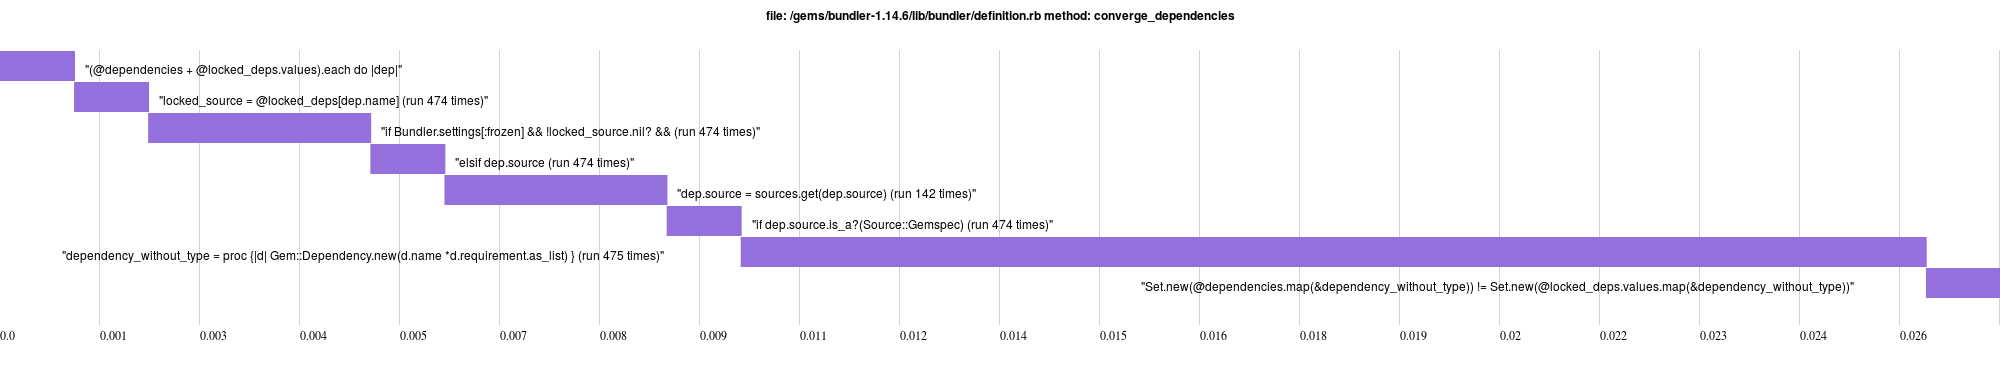 file: /gems/bundler-1.14.6/lib/bundler/definition.rb method: converge_dependencies
"(@dependencies + @locked_deps.values).each do |dep|"
"locked_source = @locked_deps[dep.name] (run 474 times)"
"if Bundler.settings[:frozen] && !locked_source.nil? && (run 474 times)"
"elsif dep.source (run 474 times)"
"dep.source = sources.get(dep.source) (run 142 times)"
"if dep.source.is_a?(Source::Gemspec) (run 474 times)"
"dependency_without_type = proc {|d| Gem::Dependency.new(d.name *d.requirement.as_list) } (run 475 times)"
"Set.new(@dependencies.map(&dependency_without_type)) != Set.new(@locked_deps.values.map(&dependency_without_type))"
0.0 0.001 0.003 0.004 0.005 0.007 0.008 0.009 0.011 0.012 0.014 0.015 0.016 0.018 0.019 0.02 0.022 0.023 0.024 0.026